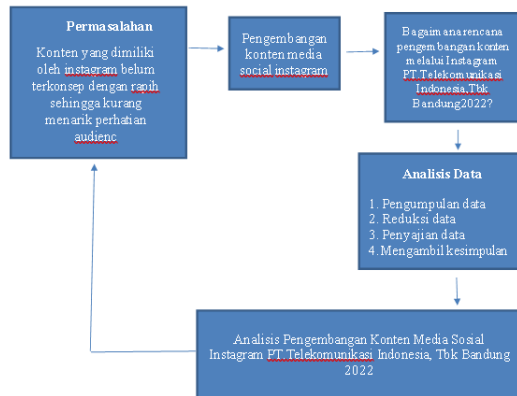 Permasalahan
Konten yang dimiliki
oleh instagram belum
terkonsep dengan rapih
sehingga kurang
menarik perhatian
audienc
Pengembangan
konten media
social instagram
Bagaimana rencana
pengembangan konten
melalui Instagram
PT.Telekomunikasi
Indonesia,Tbk
Bandung2022?
Analisis Data
1. Pengumpulan data
2. Reduksi data
3. Penyajian data
4. Mengambil kesimpulan
Analisis Pengembangan Konten Media Sosial
Instagram PT.Telekomunikasi Indonesia, Tbk Bandung
2022